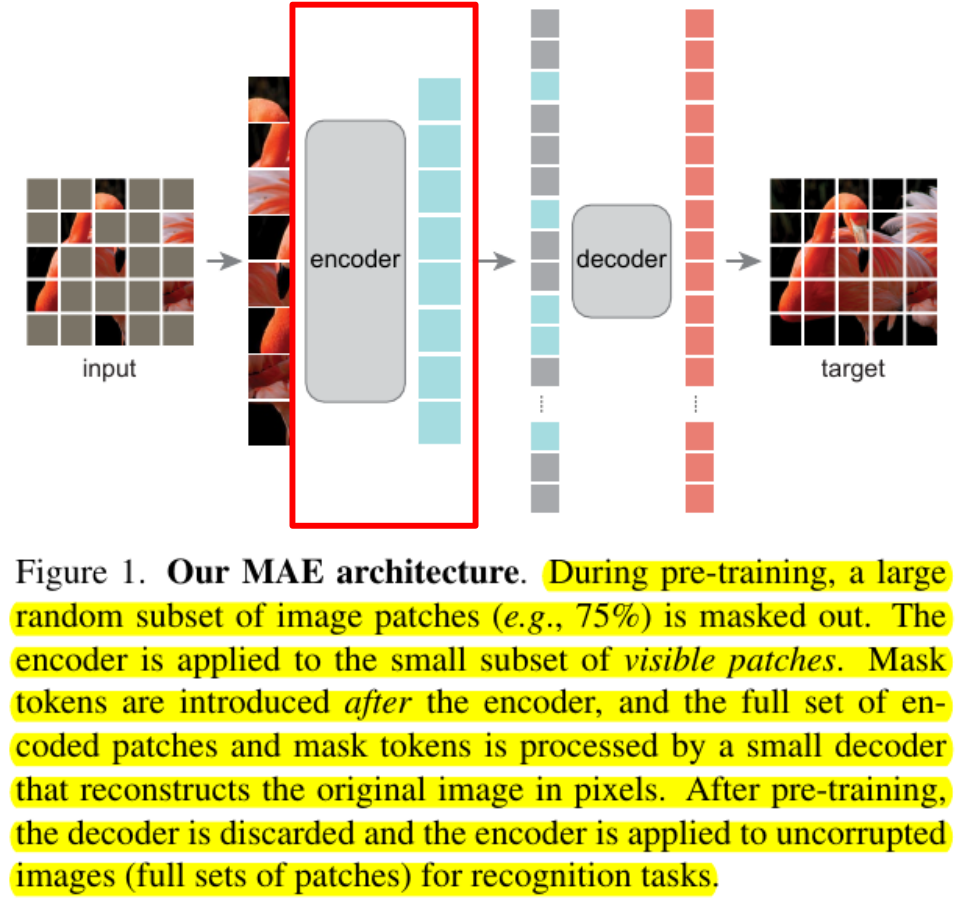 input
encoder
decoder
target
Figure 1. Our MAE architecture. During pre-training, a large
random subset of image patches (e.g., 75%) is masked out. The
encoder is applied to the small subset of visible patches. Mask
tokens are introduced after the encoder, and the full set of en-
coded patches and mask tokens is processed by a small decoder
that reconstructs the original image in pixels. After pre-training,
the decoder is discarded and the encoder is applied to uncorrupted
images (full sets of patches) for recognition tasks.